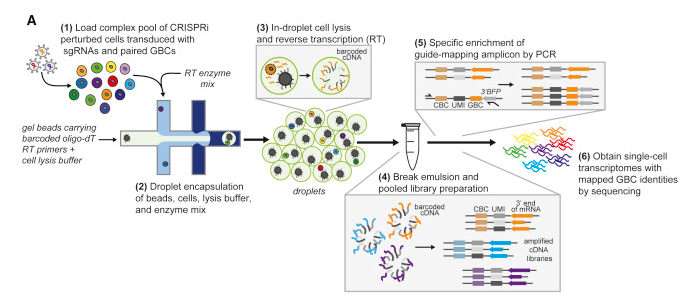 A
(1) Load complex pool of CRISPRi
perturbed cells transduced with
sgRNAs and paired GBCs
RT enzyme
mix
gel beads carrying
barcoded oligo-dT
RT primers +
cell lysis buffer
(2) Droplet encapsulation
of beads, cells, lysis buffer,
and enzyme mix
(3) In-droplet cell lysis
and reverse transcription (RT)
barcoded
cDNA
droplets
(4) Break emulsion and
pooled library preparation
barcoded
cDNA
CBC UMI 3' end
of mRNA
amplified
cDNA
libraries
(5) Specific enrichment of
guide-mapping amplicon by PCR
3'BFP
CBC UMI GBC
(6) Obtain single-cell
transcriptomes with
mapped GBC identities
by sequencing